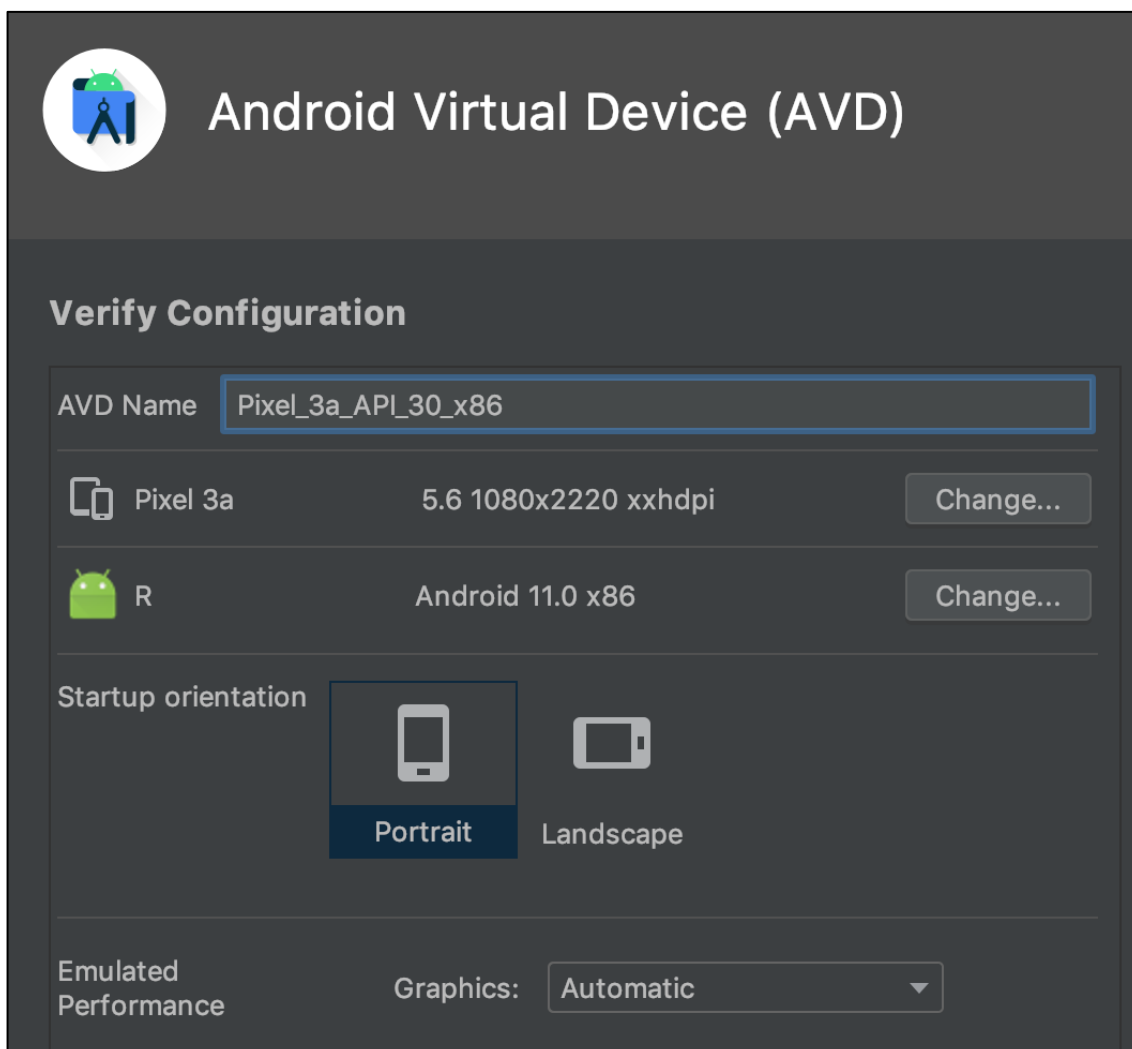 Android Virtual Device (AVD)
Verify Configuration
AVD Name Pixel_3a_API_30_x86
Pixel 3a 5.6 1080x2220 xxhdpi Change...
R Android 11.0 x86 Change...
Startup orientation
Portrait Landscape
Emulated
Performance
Graphics: Automatic